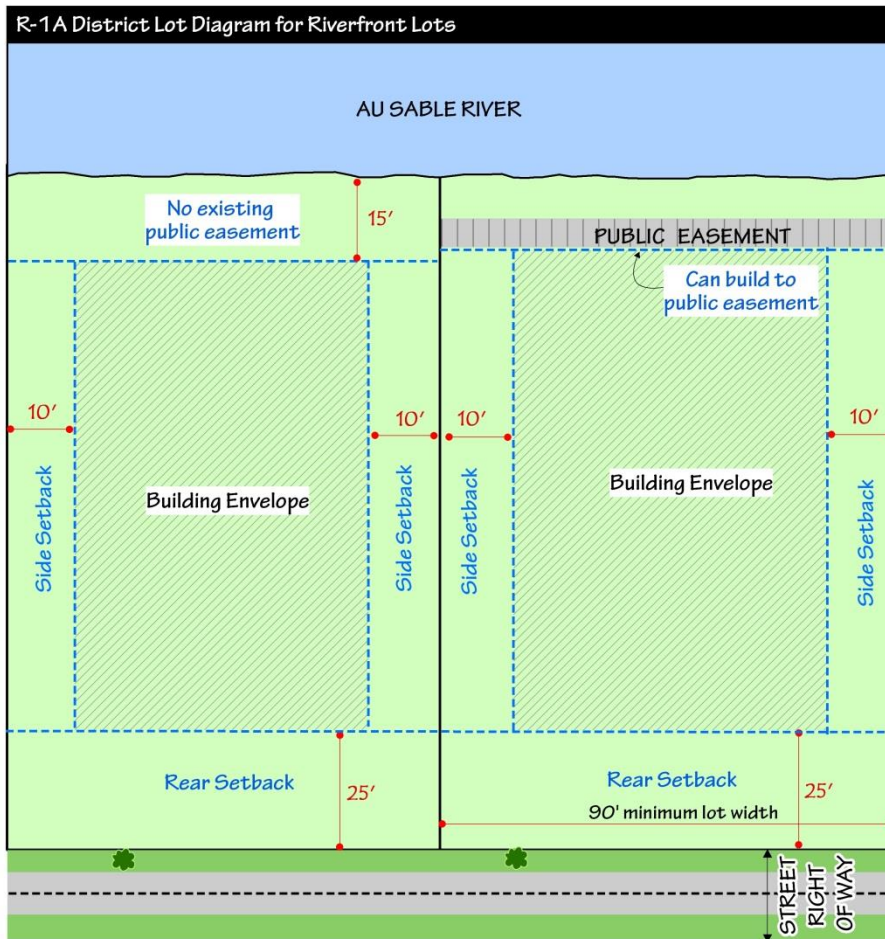 R-1A District Lot Diagram for Riverfront Lots
AU SABLE RIVER
No existing
public easement
15'
PUBLIC EASEMENT
Can build to
public easement
10'
10'
10'
10'
Side Setback
Building Envelope
Side Setback
Side Setback
Building Envelope
Side Setback
Rear Setback
25'
Rear Setback
25'
90' minimum lot width
STREET
RIGHT
OF WAY